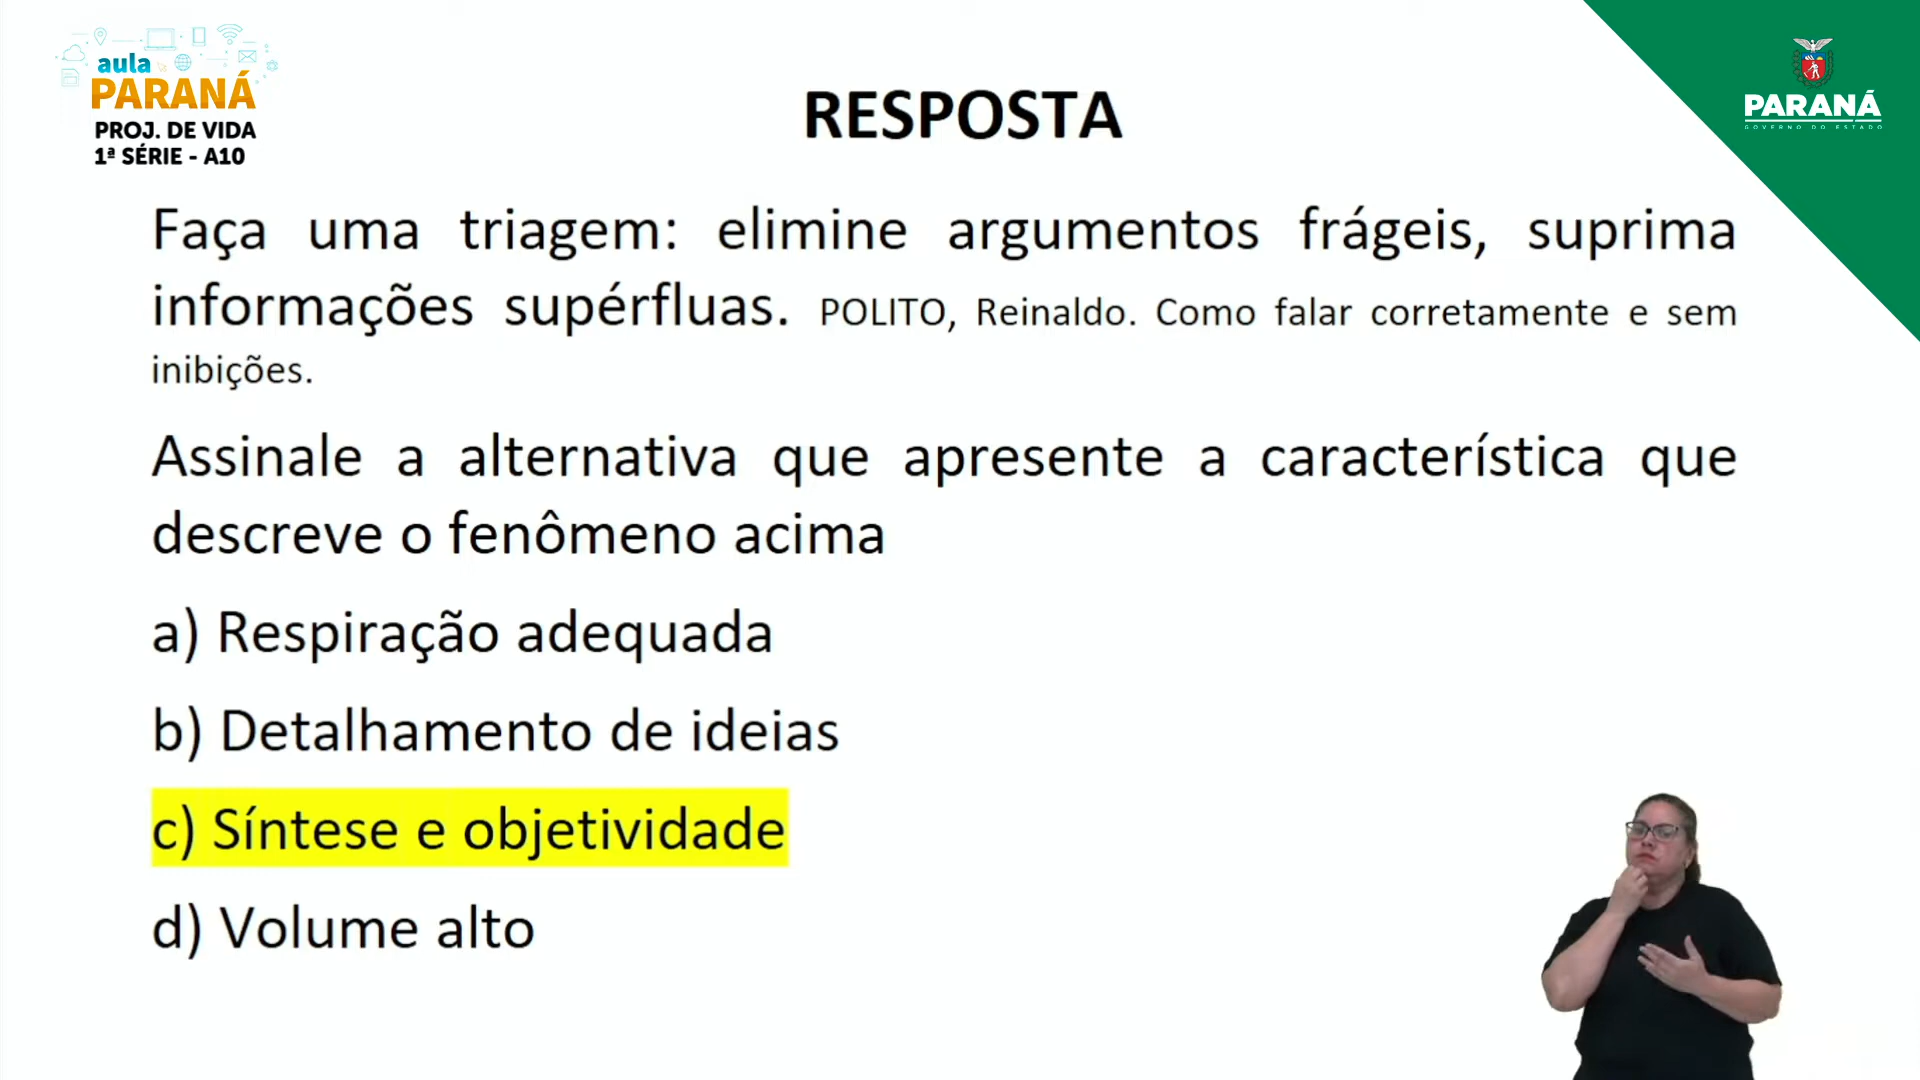 aula
PARANÁ
PROJ. DE VIDA
1ª SÉRIE - A10
RESPOSTA
PARANÁ
GOVERNO DO ESTADO
Faça uma triagem: elimine argumentos frágeis, suprima
informações supérfluas. POLITO, Reinaldo. Como falar corretamente e sem
inibições.
Assinale a alternativa que apresente a característica que
descreve o fenômeno acima
a) Respiração adequada
b) Detalhamento de ideias
c) Síntese e objetividade
d) Volume alto